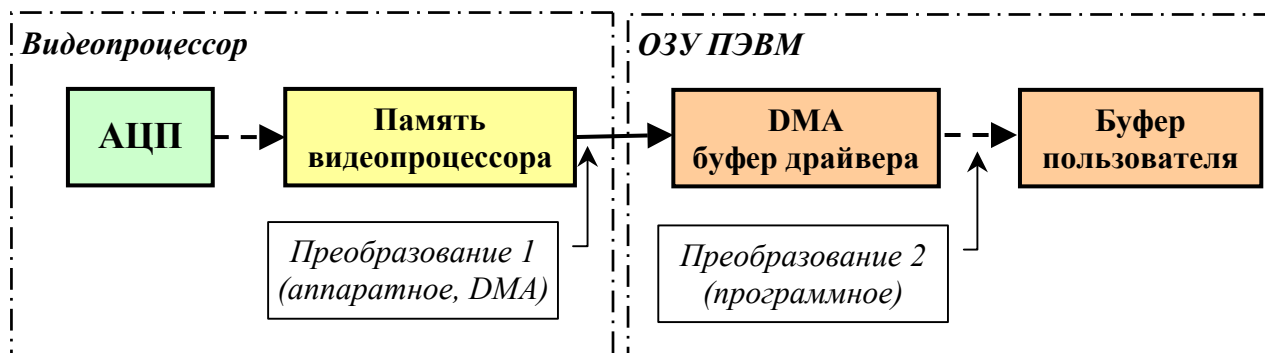 Видеопроцессор
ОЗУ ПЭВМ
АЦП
Память
видеопроцессора
DMA
буфер драйвера
Буфер
пользователя
Преобразование 1
(аппаратное, DMA)
Преобразование 2
(программное)